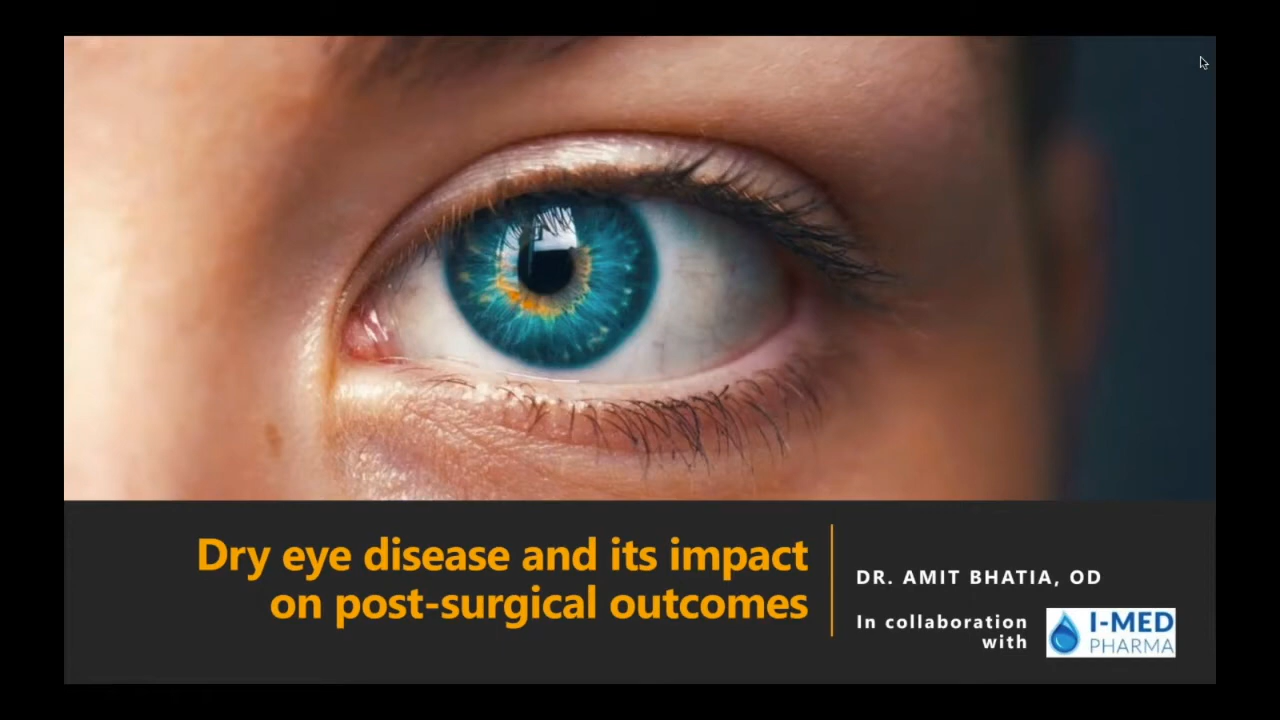 Dry eye disease and its impact
on post-surgical outcomes
DR. AMIT BHATIA, OD
In collaboration
with
I-MED
PHARMA